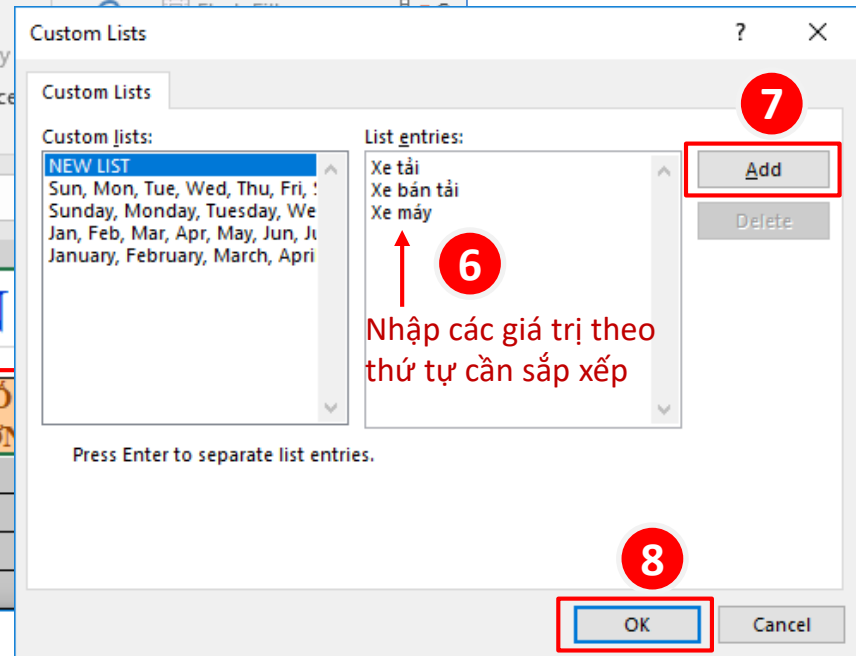 Custom Lists
?
Custom Lists
7
Custom lists:
List entries:
NEW LIST
Sun, Mon, Tue, Wed, Thu, Fri,
Sunday, Monday, Tuesday, We
Jan, Feb, Mar, Apr, May, Jun,
January, February, March, Apri
Xe tải
Xe bán tải
Xe máy
Add
Delete
6
Nhập các giá trị theo
thứ tự cần sắp xếp
Press Enter to separate list entries.
8
OK
Cancel